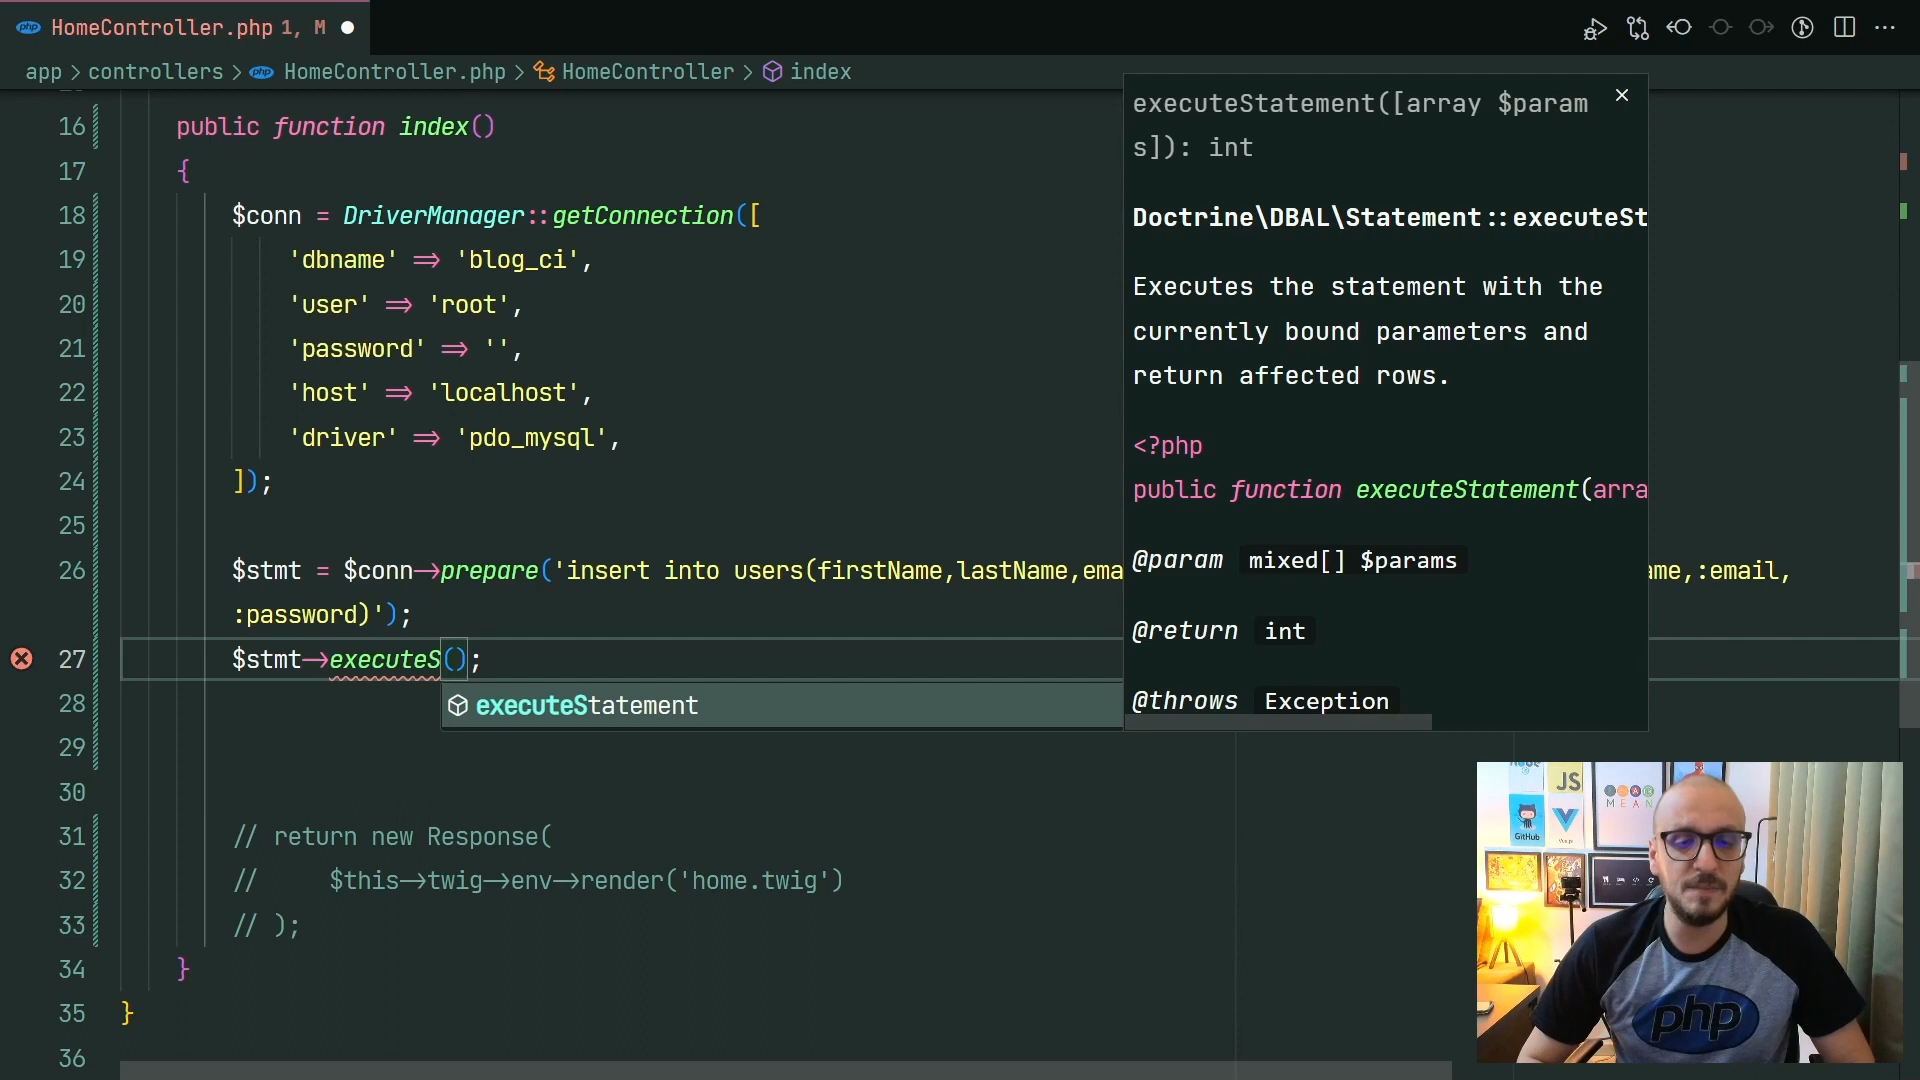 HomeController.php 1, M
app > controllers > HomeController.php > HomeController > index
16 public function index()
17 {
18 $conn = DriverManager::getConnection([
19 'dbname' => 'blog_ci',
20 'user' => 'root',
21 'password' => '',
22 'host' => 'localhost',
23 'driver' => 'pdo_mysql',
24 ]);
25
26 $stmt = $conn->prepare('insert into users(firstName,lastName,ema
ame,:email,
:password)');
27 $stmt->executeS();
executeStatement
28
29
30
31 // return new Response(
32 // $this->twig->env->render('home.twig')
33 // );
34 }
35 }
36
executeStatement([array $param
s]): int
Doctrine\DBAL\Statement::executeSt
Executes the statement with the
currently bound parameters and
return affected rows.
<?php
public function executeStatement(arra
@param mixed[] $params
@return int
@throws Exception
JS
GitHub
MEAN
php